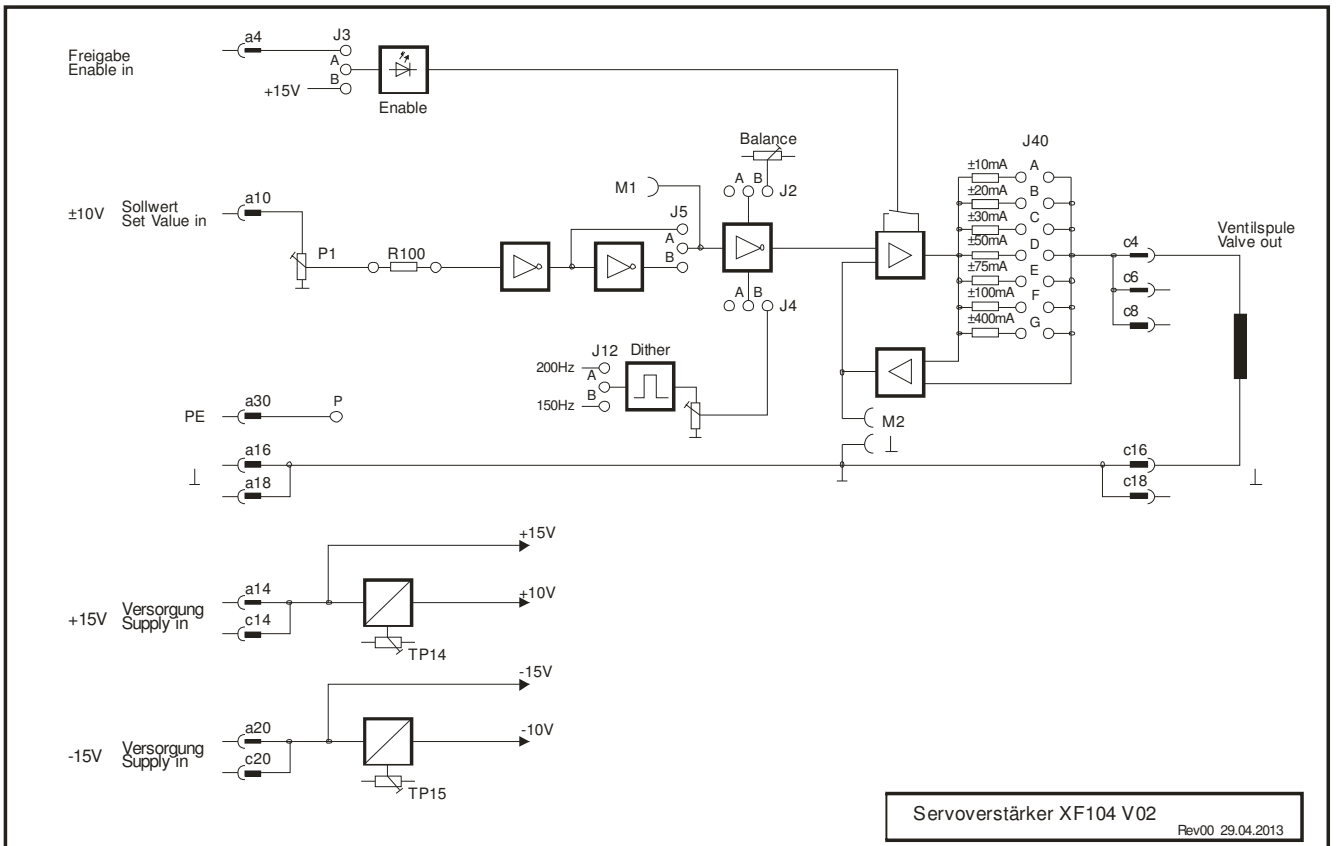 a4
J3
Freigabe
Enable in
A
B
+15V
Enable
Balance
J40
A B
J2
M1
±10mA A
±20mA B
±30mA C
±50mA D
±75mA E
±100mA F
±400mA G
±10V
Sollwert
Set Value in
a10
J5
A
B
P1
R100
Ventilspule
Valve out
c4
c6
c8
A B
J4
J12
Dither
200Hz
A
B
150Hz
PE
a30
P
M2
⊥
a16
a18
⊥
c16
c18
⊥
+15V
+15V
Versorgung
Supply in
a14
c14
+10V
TP14
-15V
-15V
Versorgung
Supply in
a20
c20
-10V
TP15
Servoverstärker XF104 V02
Rev00 29.04.2013